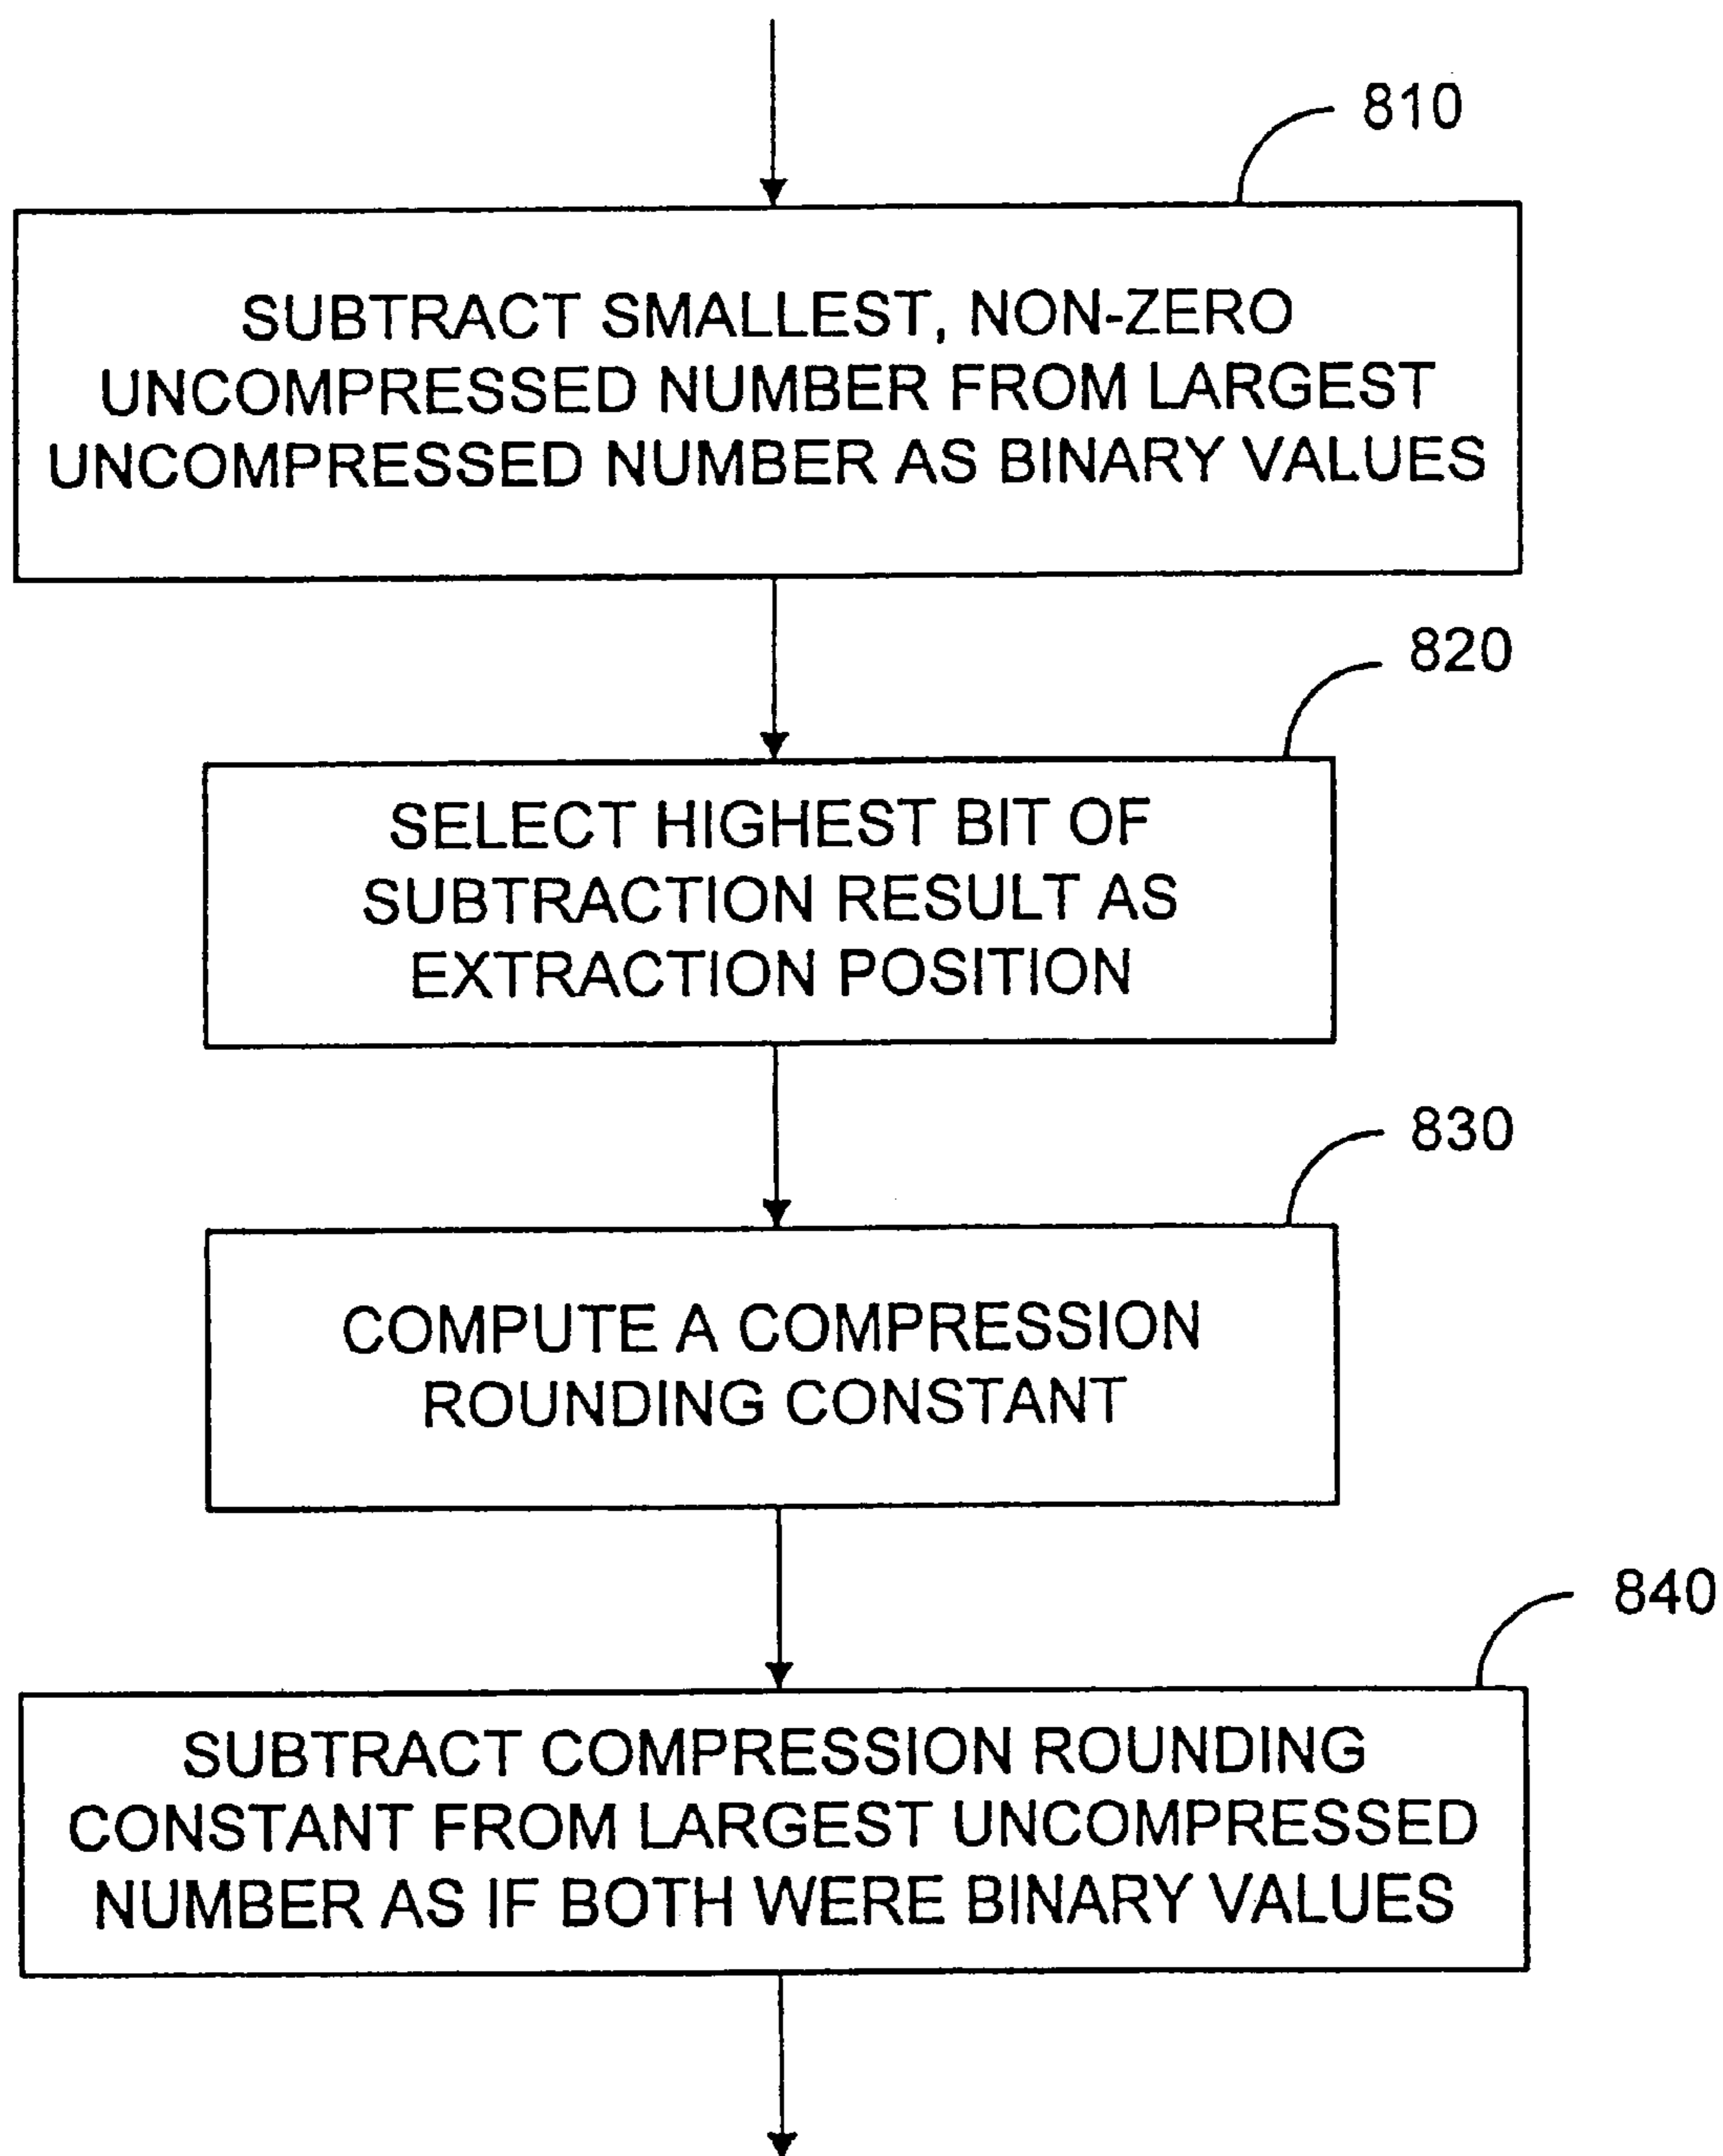 810
SUBTRACT SMALLEST, NON-ZERO
UNCOMPRESSED NUMBER FROM LARGEST
UNCOMPRESSED NUMBER AS BINARY VALUES
820
SELECT HIGHEST BIT OF
SUBTRACTION RESULT AS
EXTRACTION POSITION
830
COMPUTE A COMPRESSION
ROUNDING CONSTANT
840
SUBTRACT COMPRESSION ROUNDING
CONSTANT FROM LARGEST UNCOMPRESSED
NUMBER AS IF BOTH WERE BINARY VALUES